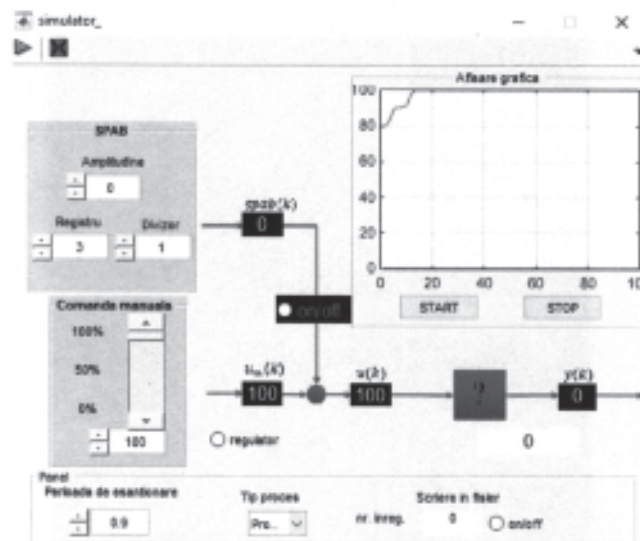 simulator_
Afisare grafica
100
80
60
40
20
0
0 20 40 60 80 100
START STOP
SPAB
Amplitudine
0
Registru Divizor
3 1
spab(k)
0
on/off
Comanda manuala
100%
50%
0%
100
uₘ(k) u(k) y(k)
100 100 ? 0
regulator
0
Panel
Perioada de esantionare Tip proces Scriere in fisier
0.9 Pro... nr. inreg. 0 on/off